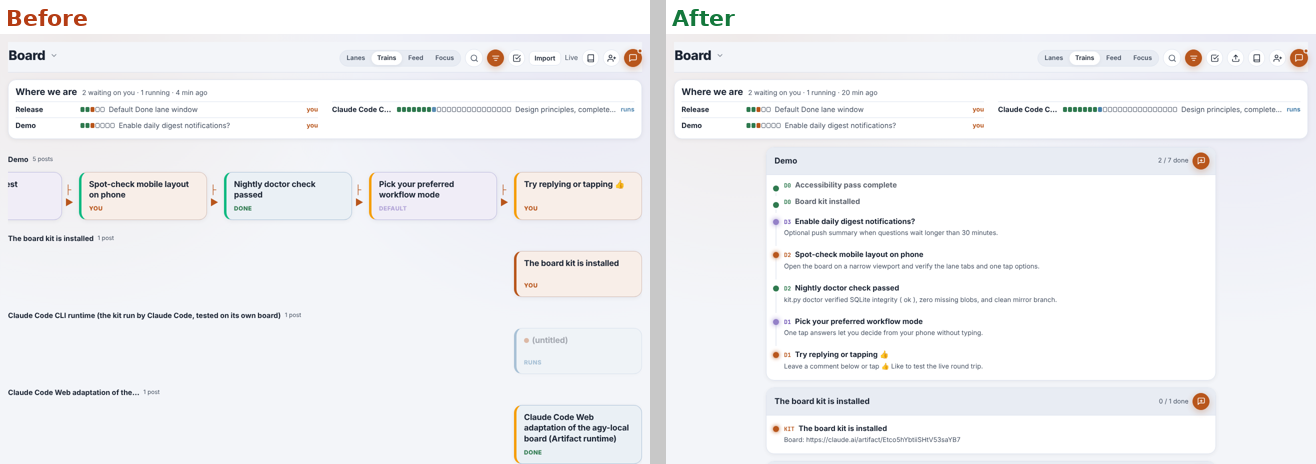 Before
Board
Lanes Trains Feed Focus
Import Live
Where we are 2 waiting on you · 1 running · 4 min ago
Release Default Done lane window you
Claude Code C... Design principles, complete... runs
Demo Enable daily digest notifications? you
Demo 5 posts
est
Spot-check mobile layout on phone
YOU
Nightly doctor check passed
DONE
Pick your preferred workflow mode
DEFAULT
Try replying or tapping 👍
YOU
The board kit is installed 1 post
The board kit is installed
YOU
Claude Code CLI runtime (the kit run by Claude Code, tested on its own board) 1 post
(untitled)
RUNS
Claude Code Web adaptation of the... 1 post
Claude Code Web adaptation of the agy-local board (Artifact runtime)
DONE
After
Board
Lanes Trains Feed Focus
Where we are 2 waiting on you · 1 running · 20 min ago
Release Default Done lane window you
Claude Code C... Design principles, complete... runs
Demo Enable daily digest notifications? you
Demo 2 / 7 done
D0 Accessibility pass complete
D0 Board kit installed
D3 Enable daily digest notifications?
Optional push summary when questions wait longer than 30 minutes.
D2 Spot-check mobile layout on phone
Open the board on a narrow viewport and verify the lane tabs and one tap options.
D2 Nightly doctor check passed
kit.py doctor verified SQLite integrity ( ok ), zero missing blobs, and clean mirror branch.
D1 Pick your preferred workflow mode
One tap answers let you decide from your phone without typing.
D1 Try replying or tapping 👍
Leave a comment below or tap 👍 Like to test the live round trip.
The board kit is installed 0 / 1 done
KIT The board kit is installed
Board: